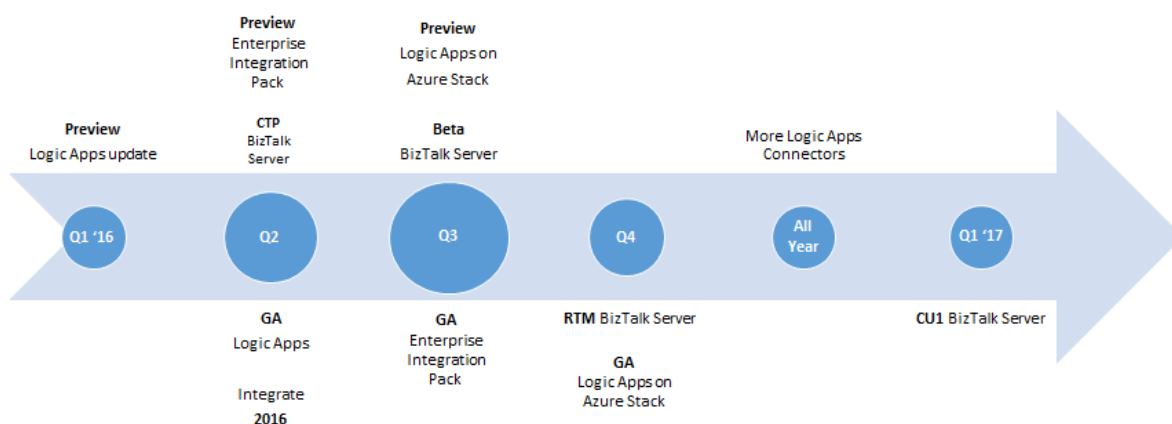 Preview
Enterprise
Integration
Pack
Preview
Logic Apps on
Azure Stack
Preview
Logic Apps update
CTP
BizTalk
Server
Beta
BizTalk Server
More Logic Apps
Connectors
Q1 ‘16
Q2
Q3
Q4
All
Year
Q1 ‘17
GA
Logic Apps
Integrate
2016
GA
Enterprise
Integration
Pack
RTM BizTalk Server
GA
Logic Apps on
Azure Stack
CU1 BizTalk Server